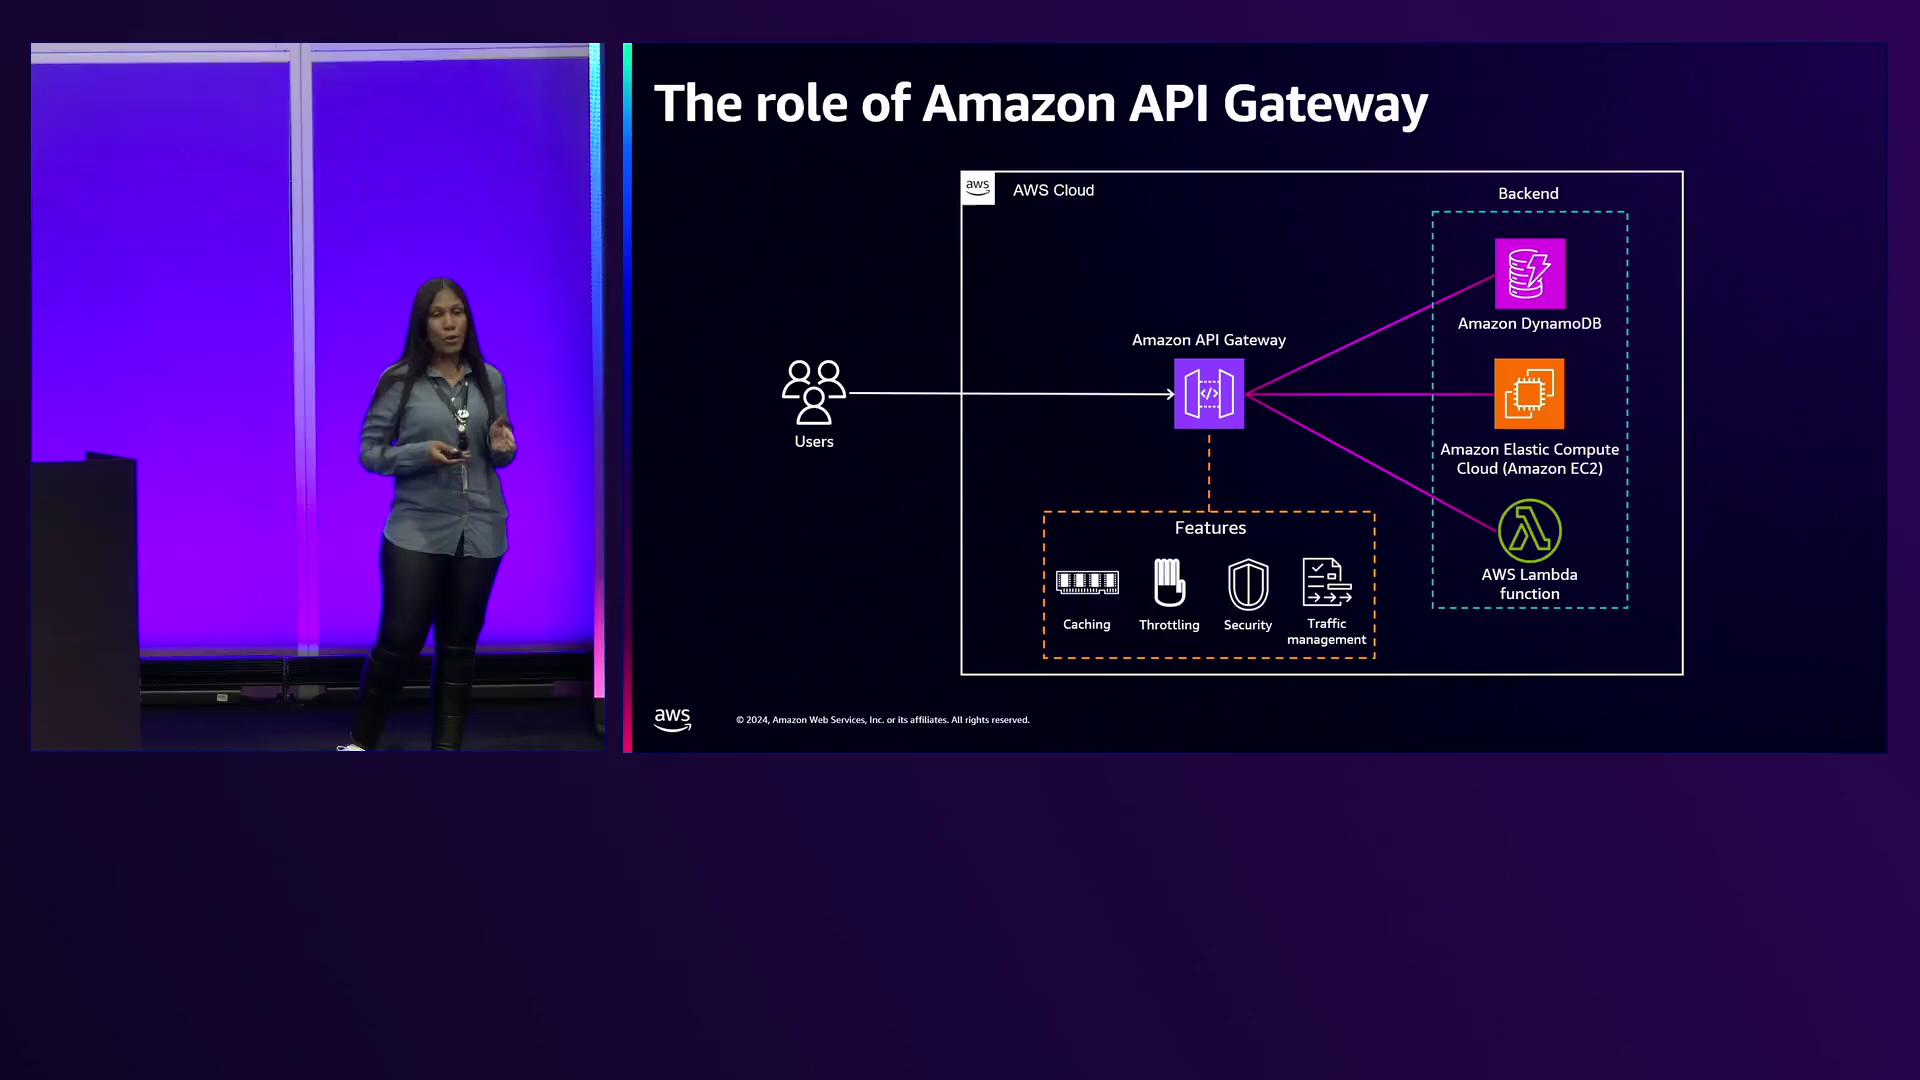 The role of Amazon API Gateway
aws
AWS Cloud
Backend
Amazon DynamoDB
Amazon API Gateway
</>
Users
Amazon Elastic Compute
Cloud (Amazon EC2)
Features
Caching
Throttling
Security
Traffic
management
AWS Lambda
function
aws
© 2024, Amazon Web Services, Inc. or its affiliates. All rights reserved.